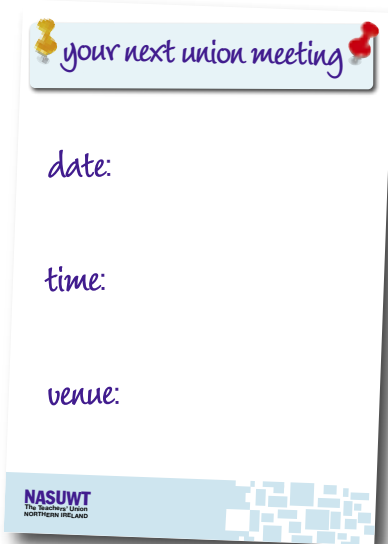 your next union meeting
date:
time:
venue:
NASUWT
The Teachers' Union
NORTHERN IRELAND